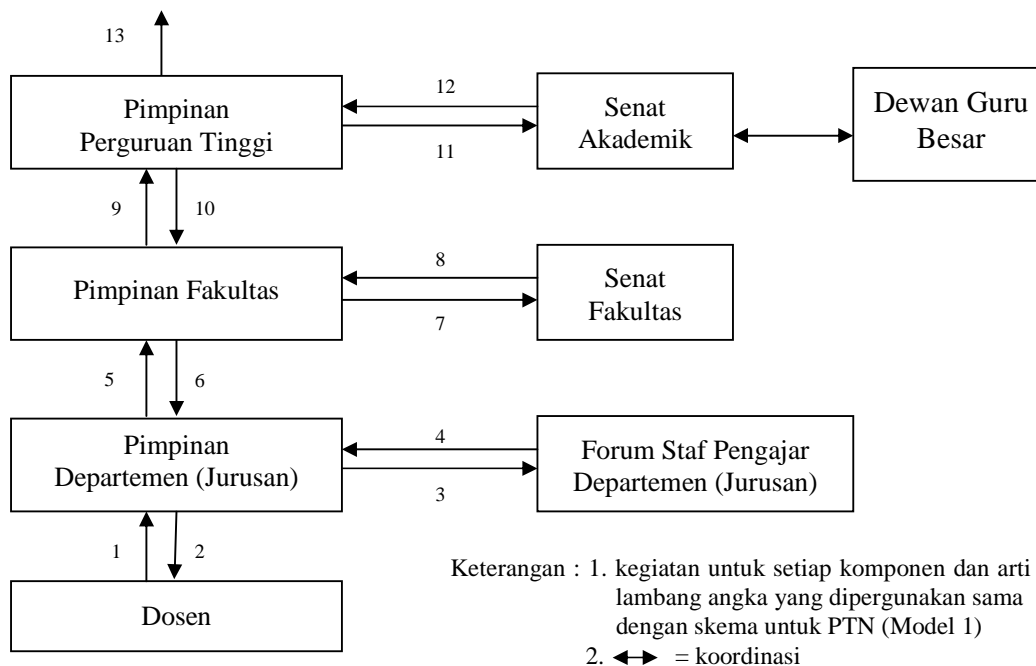 13
Pimpinan
Perguruan Tinggi
12
11
Senat
Akademik
Dewan Guru
Besar
9
10
Pimpinan Fakultas
8
7
Senat
Fakultas
5
6
Pimpinan
Departemen (Jurusan)
4
3
Forum Staf Pengajar
Departemen (Jurusan)
1
2
Dosen
Keterangan : 1. kegiatan untuk setiap komponen dan arti
lambang angka yang dipergunakan sama
dengan skema untuk PTN (Model 1)
2. ◄► = koordinasi